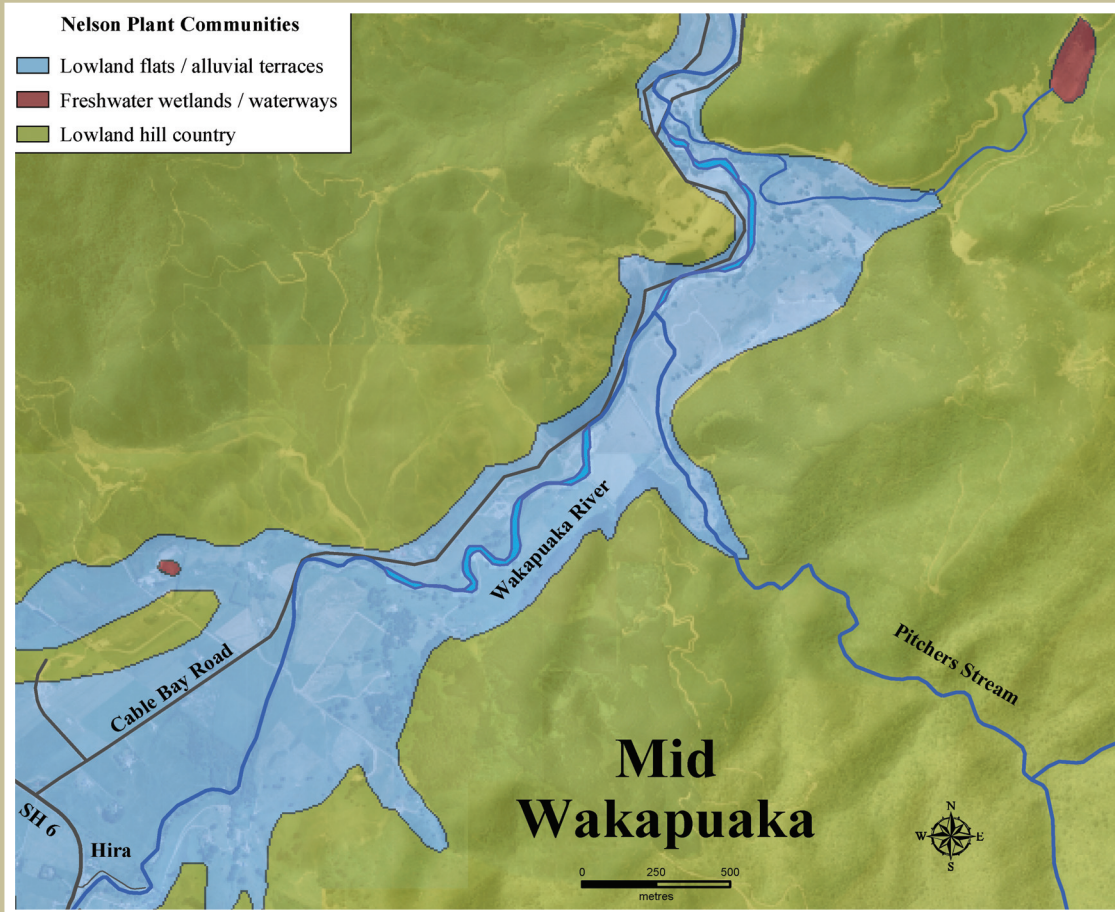 Nelson Plant Communities
Lowland flats / alluvial terraces
Freshwater wetlands / waterways
Lowland hill country
Wakapuaka River
Cable Bay Road
Pitchers Stream
SH 6
Hira
Mid
Wakapuaka
N
W E
S
0 250 500
metres